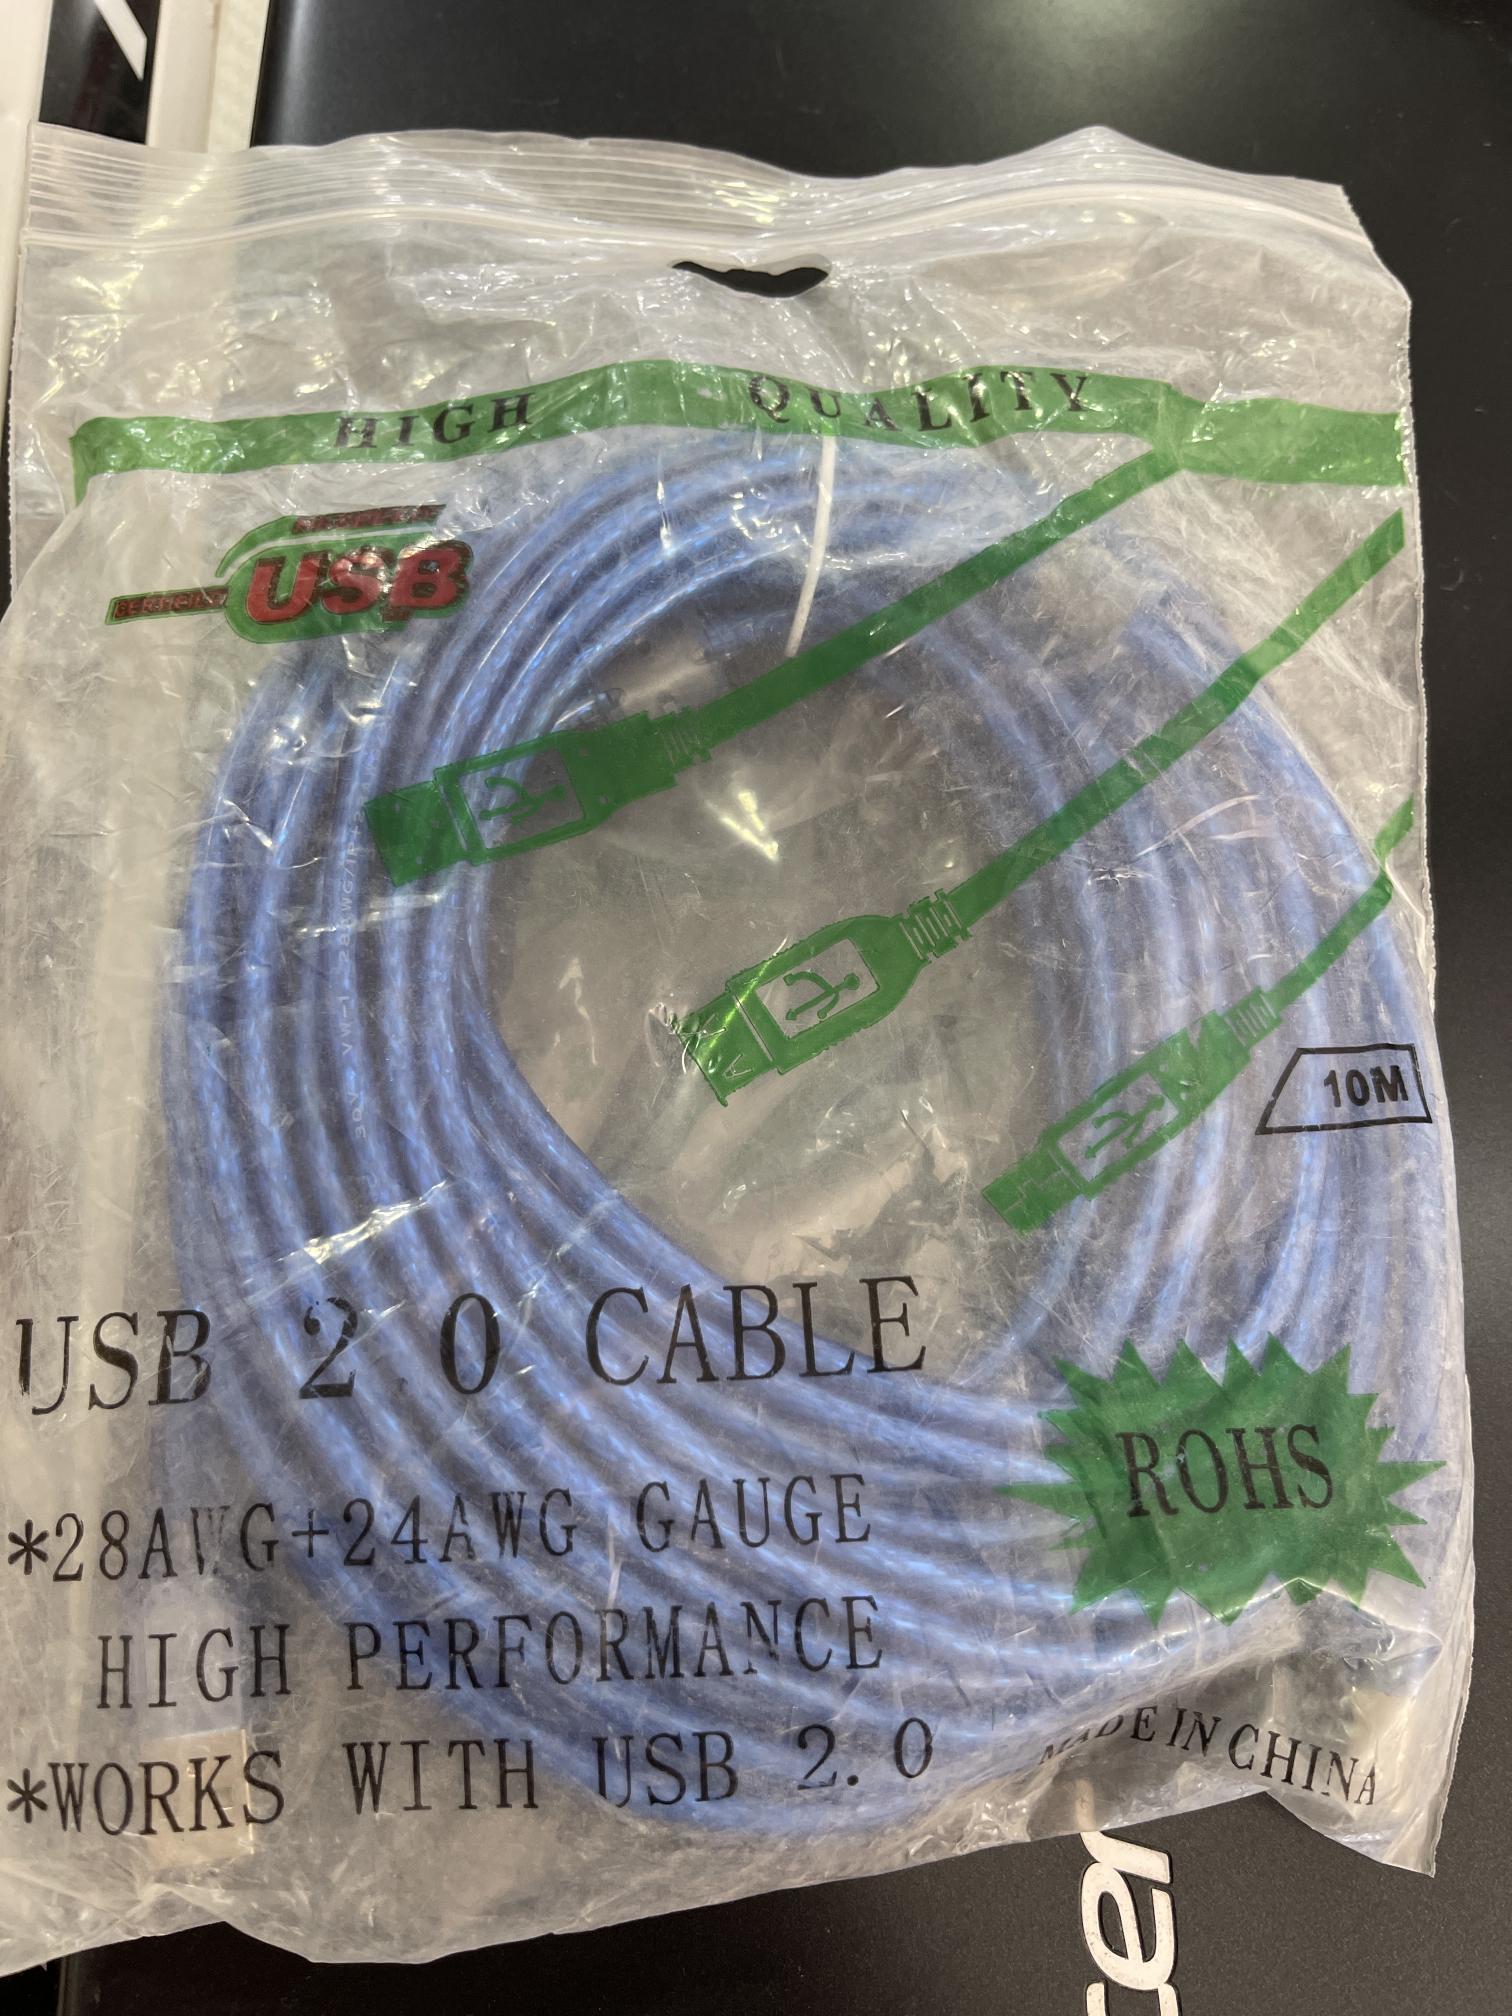 HIGH QUALITY
USB
10M
USB 2.0 CABLE
*28AWG+24AWG GAUGE
HIGH PERFORMANCE
*WORKS WITH USB 2.0
ROHS
MADE IN CHINA